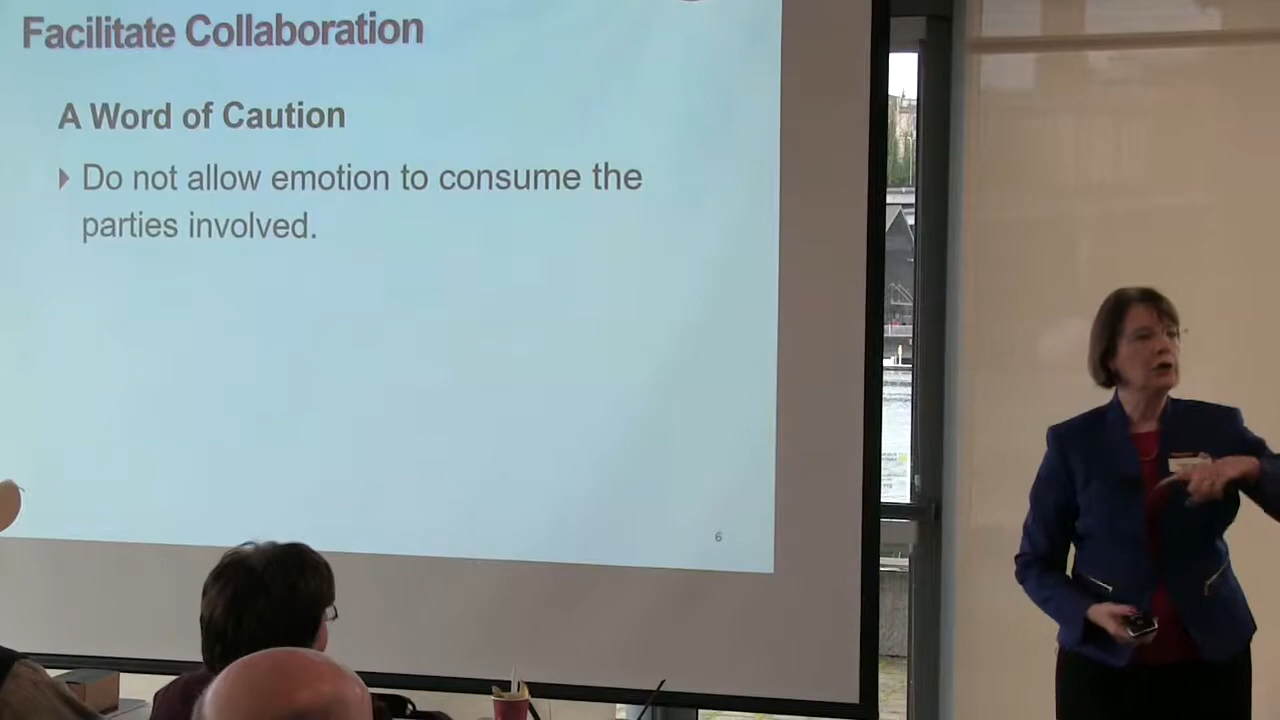 Facilitate Collaboration
A Word of Caution
Do not allow emotion to consume the
parties involved.
6